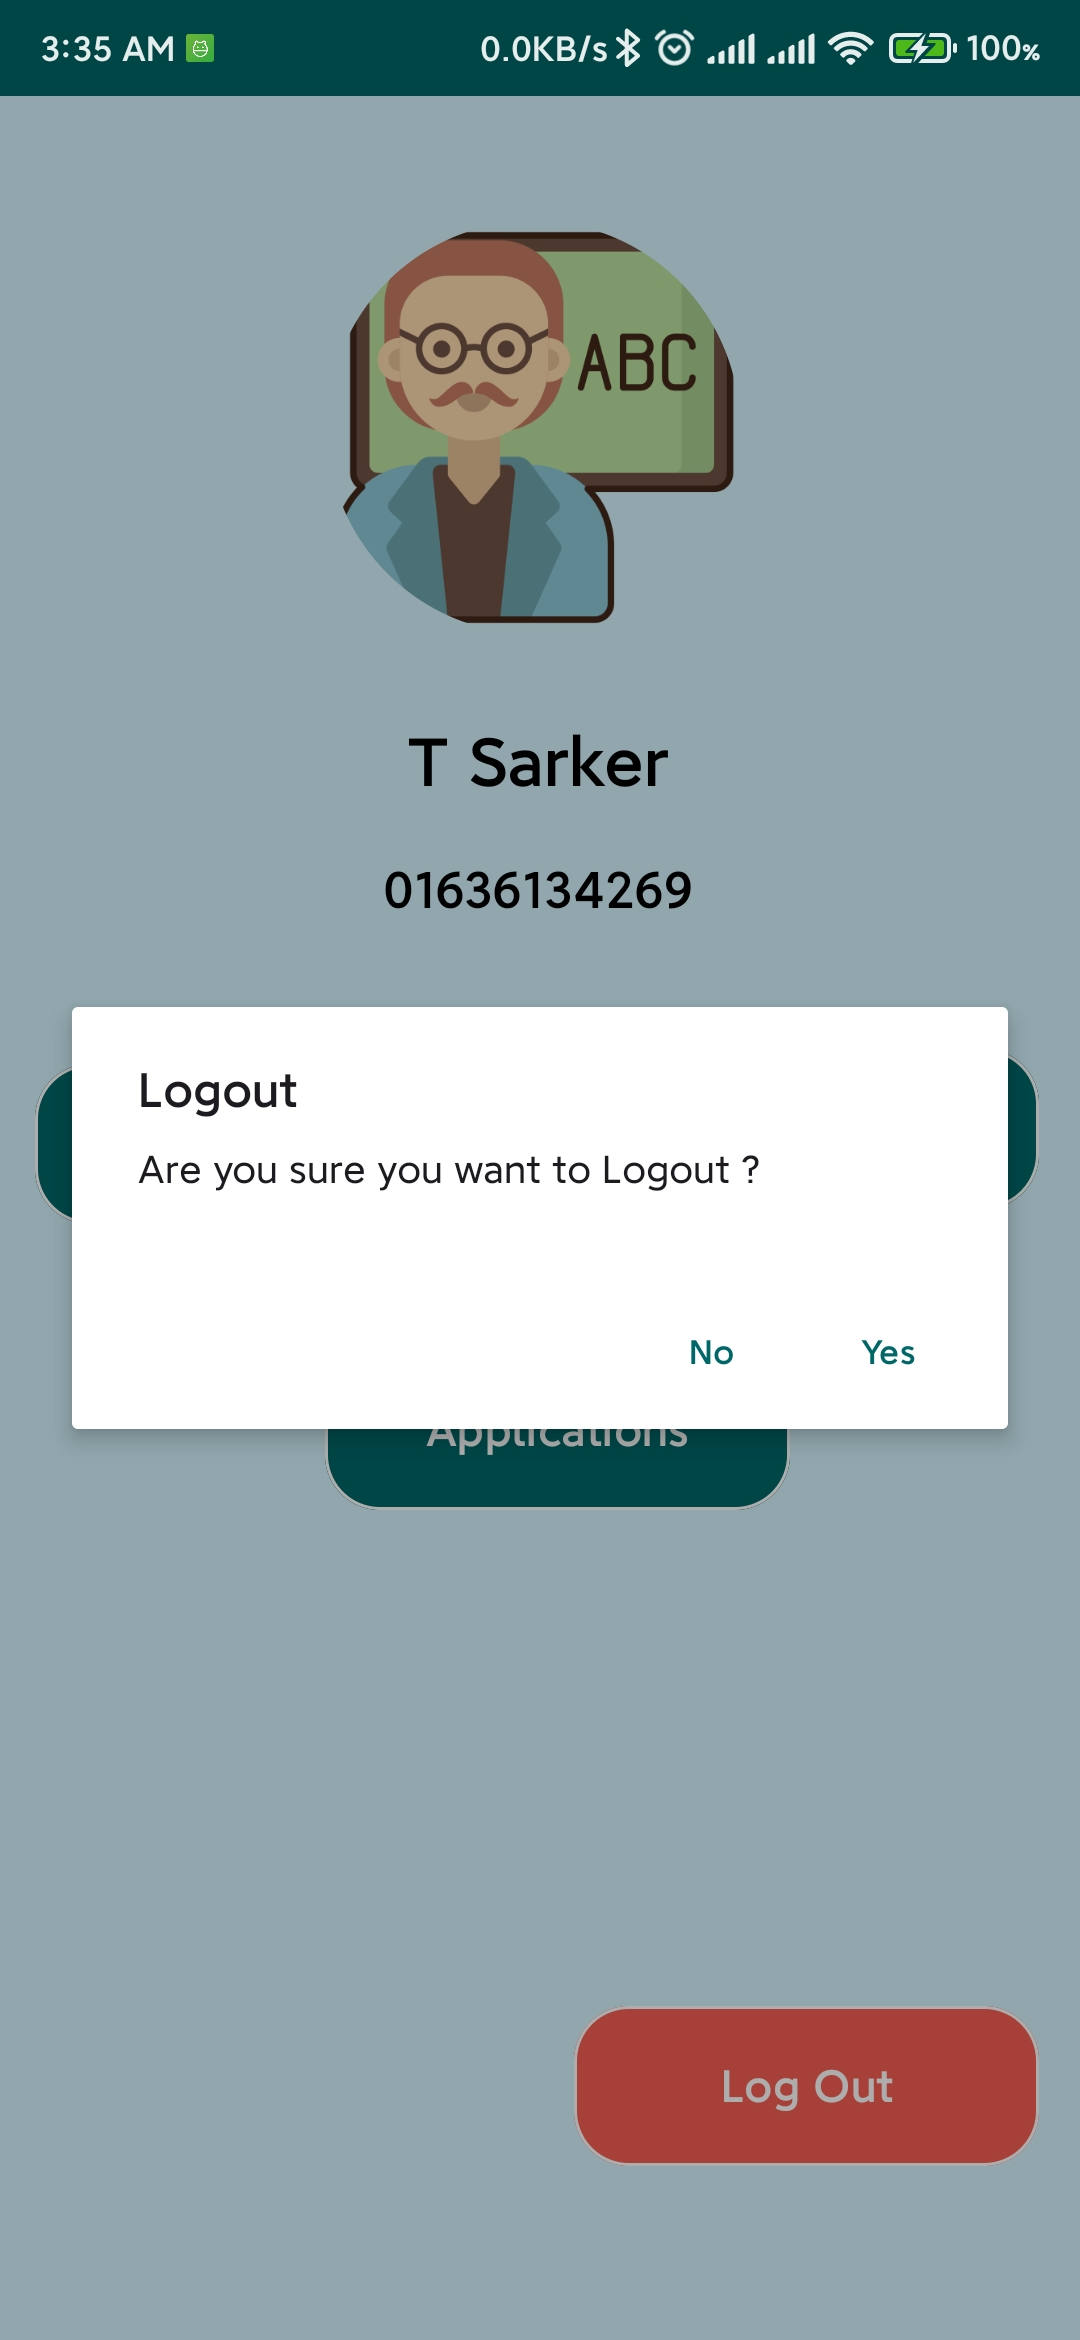 3:35 AM 0.0KB/s 100%
ABC
T Sarker
01636134269
Logout
Are you sure you want to Logout ?
No Yes
Applications
Log Out